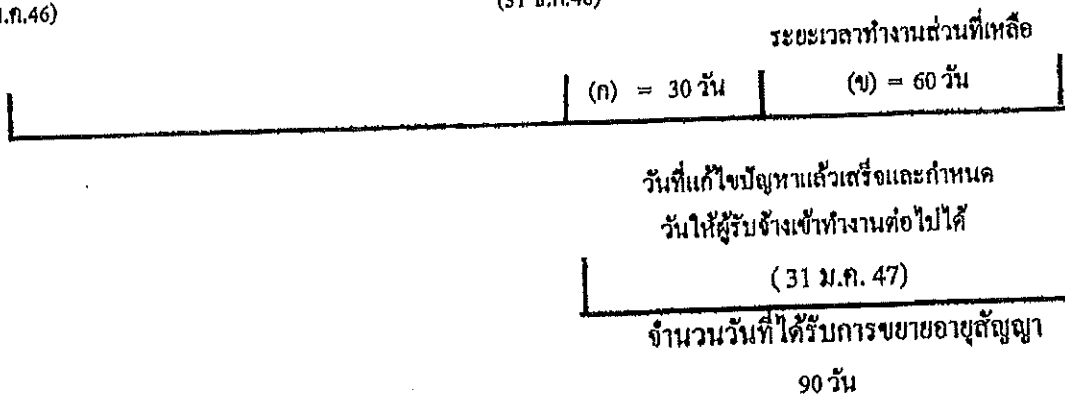 .ค.46)
ระยะเวลาทำงานส่วนที่เหลือ
(ก) = 30 วัน
(ข) = 60 วัน
วันที่แก้ไขปัญหาแล้วเสร็จและกำหนด
วันให้ผู้รับจ้างเข้าทำงานต่อไปได้
(31 ม.ค. 47)
จำนวนวันที่ได้รับการขยายอายุสัญญา
90 วัน